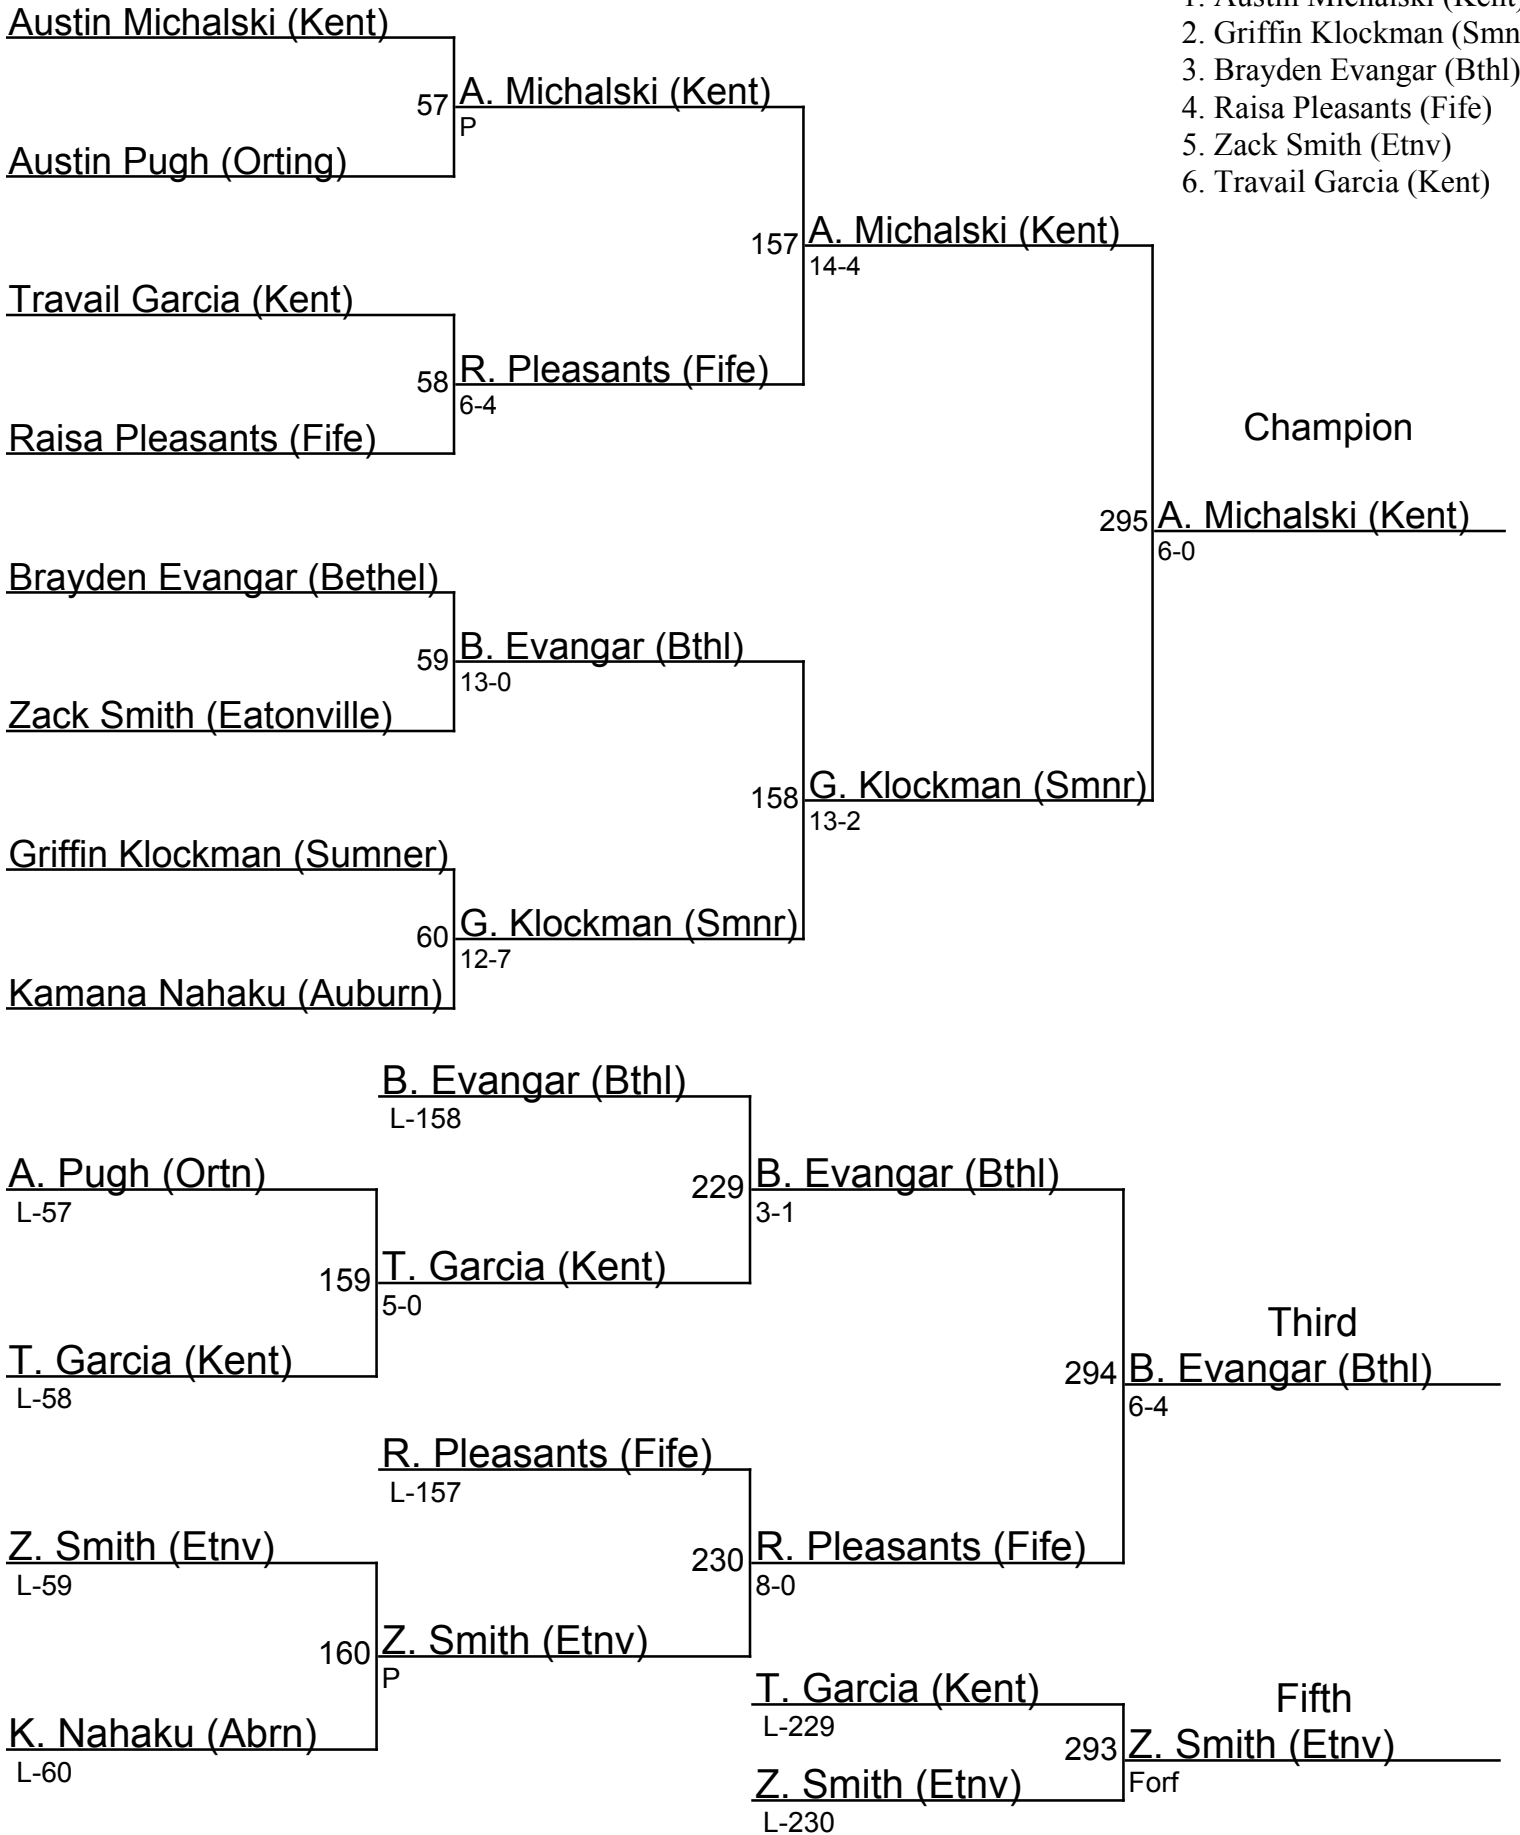 Austin Michalski (Kent)
57
A. Michalski (Kent)
P
Austin Pugh (Orting)
157
A. Michalski (Kent)
14-4
Travail Garcia (Kent)
58
R. Pleasants (Fife)
6-4
Raisa Pleasants (Fife)
1. Austin Michalski (Kent)
2. Griffin Klockman (Smn
3. Brayden Evangar (Bthl)
4. Raisa Pleasants (Fife)
5. Zack Smith (Etnv)
6. Travail Garcia (Kent)
Champion
295
A. Michalski (Kent)
6-0
Brayden Evangar (Bethel)
59
B. Evangar (Bthl)
13-0
Zack Smith (Eatonville)
158
G. Klockman (Smnr)
13-2
Griffin Klockman (Sumner)
60
G. Klockman (Smnr)
12-7
Kamana Nahaku (Auburn)
B. Evangar (Bthl)
L-158
A. Pugh (Ortn)
L-57
229
B. Evangar (Bthl)
3-1
159
T. Garcia (Kent)
5-0
T. Garcia (Kent)
L-58
Third
294
B. Evangar (Bthl)
6-4
R. Pleasants (Fife)
L-157
Z. Smith (Etnv)
L-59
230
R. Pleasants (Fife)
8-0
160
Z. Smith (Etnv)
P
K. Nahaku (Abrn)
L-60
T. Garcia (Kent)
L-229
Fifth
293
Z. Smith (Etnv)
Forf
Z. Smith (Etnv)
L-230